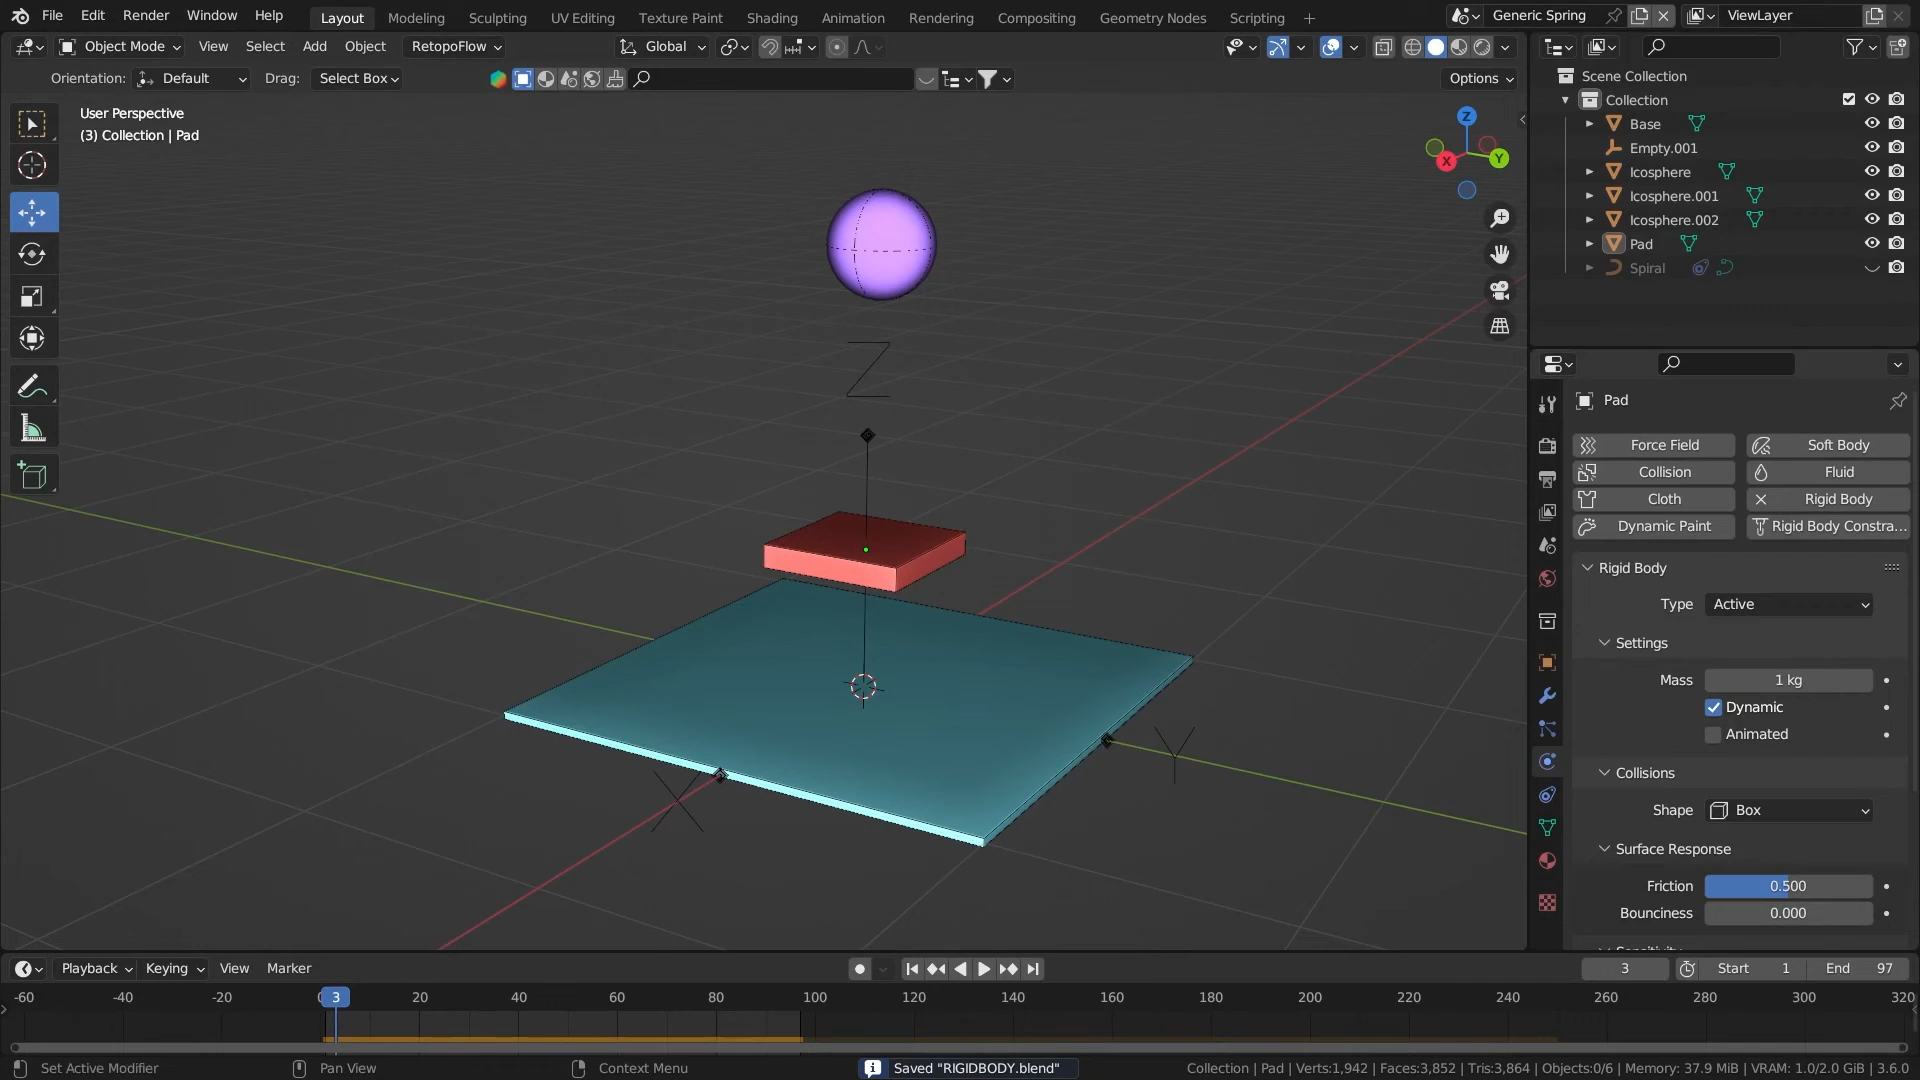 File Edit Render Window Help Layout Modeling Sculpting UV Editing Texture Paint Shading Animation Rendering Compositing Geometry Nodes Scripting Generic Spring ViewLayer
Object Mode View Select Add Object RetopoFlow Global
Orientation: Default Drag: Select Box Options
User Perspective
(3) Collection | Pad
Z
X
Y
Z
X
Y
Scene Collection
Collection
Base
Empty.001
Icosphere
Icosphere.001
Icosphere.002
Pad
Spiral
Pad
Force Field Soft Body
Collision Fluid
Cloth Rigid Body
Dynamic Paint Rigid Body Constra...
Rigid Body
Type Active
Settings
Mass 1 kg
Dynamic
Animated
Collisions
Shape Box
Surface Response
Friction 0.500
Bounciness 0.000
Playback Keying View Marker 3 Start 1 End 97
-60 -40 -20 3 20 40 60 80 100 120 140 160 180 200 220 240 260 280 300 320
Set Active Modifier Pan View Context Menu Saved "RIGIDBODY.blend" Collection | Pad | Verts:1,942 | Faces:3,852 | Tris:3,864 | Objects:0/6 | Memory: 37.9 MiB | VRAM: 1.0/2.0 GiB | 3.6.0